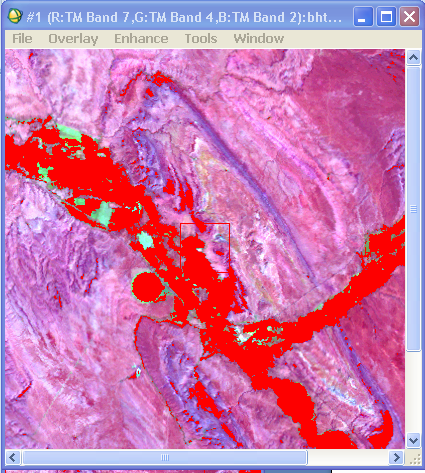 #1 (R:TM Band 7,G:TM Band 4,B:TM Band 2):bht...
File Overlay Enhance Tools Window